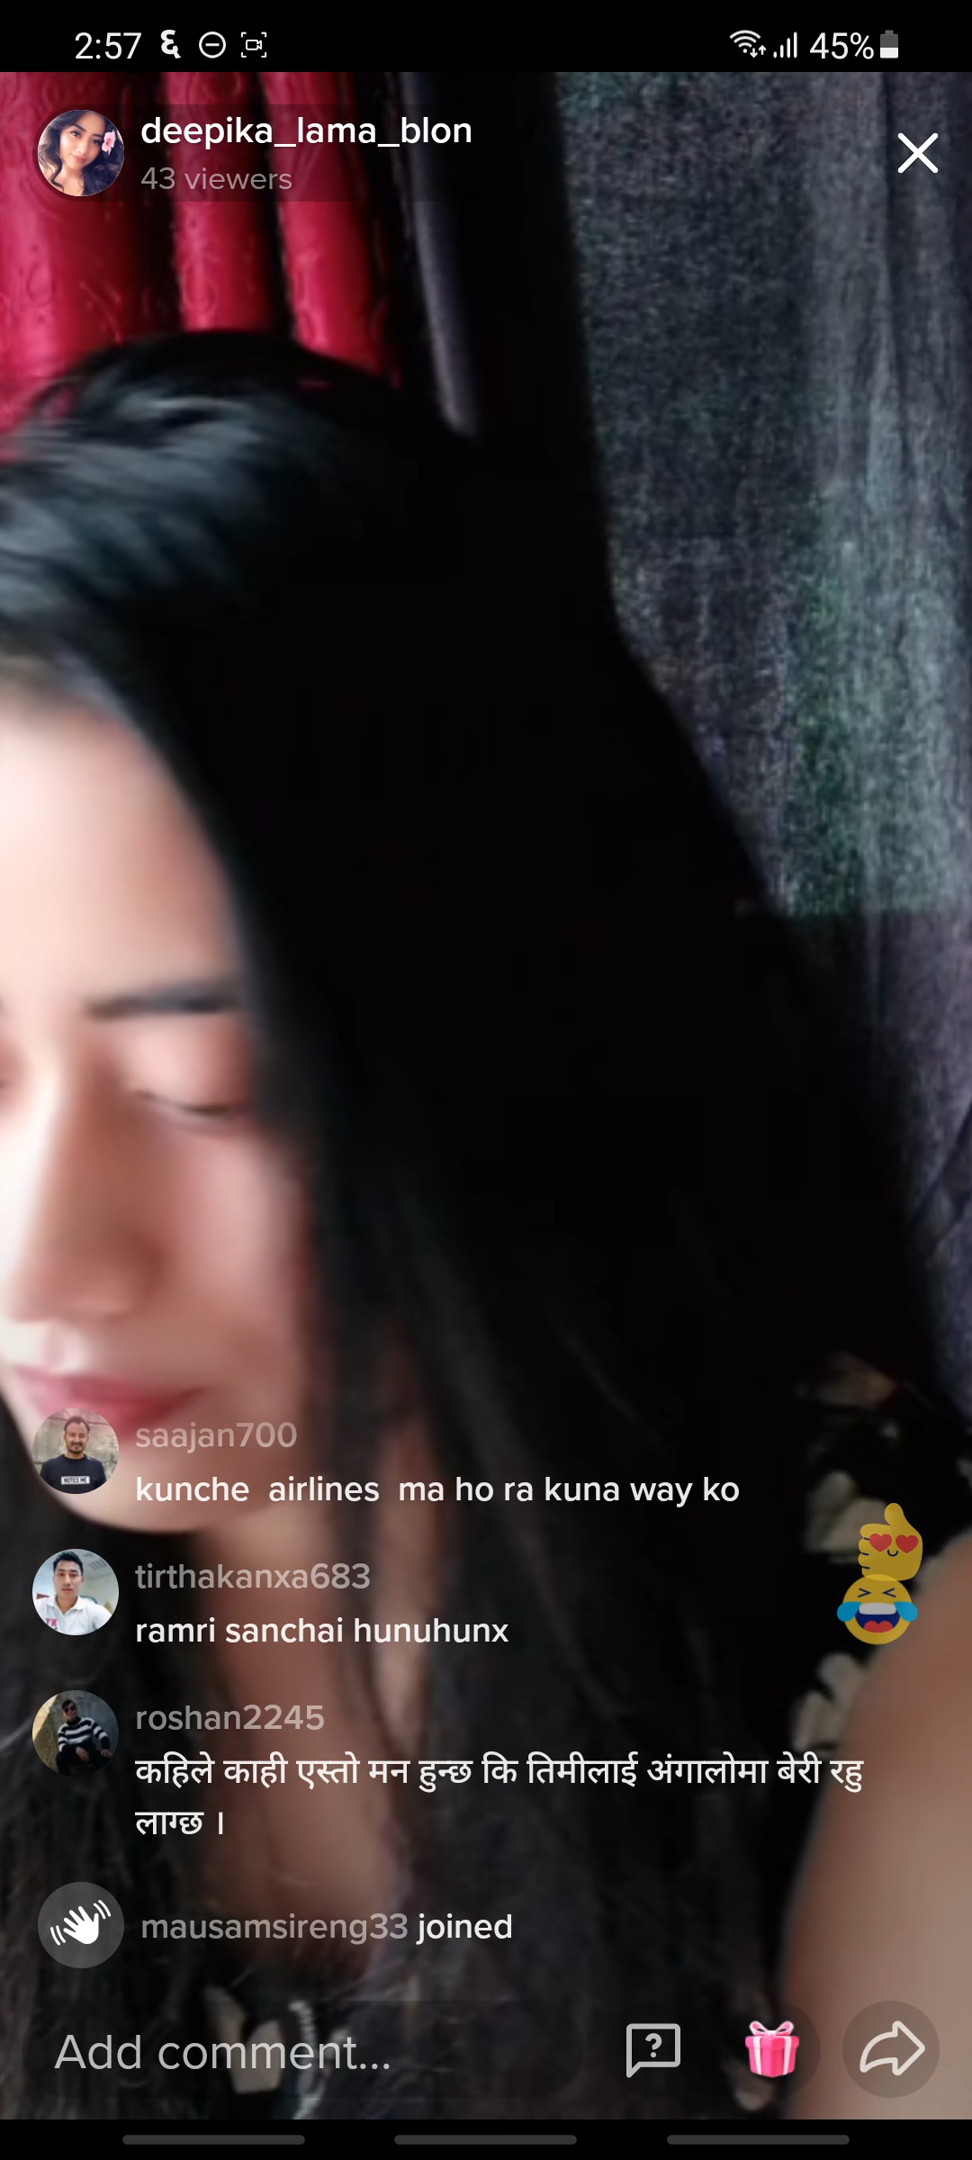 2:57 45%
deepika_lama_blon
43 viewers
saajan700
kunche airlines ma ho ra kuna way ko
tirthakanxa683
ramri sanchai hunuhunx
roshan2245
कहिले काही एस्तो मन हुन्छ कि तिमीलाई अंगालोमा बेरी रहु
लाग्छ ।
mausamsireng33 joined
Add comment...